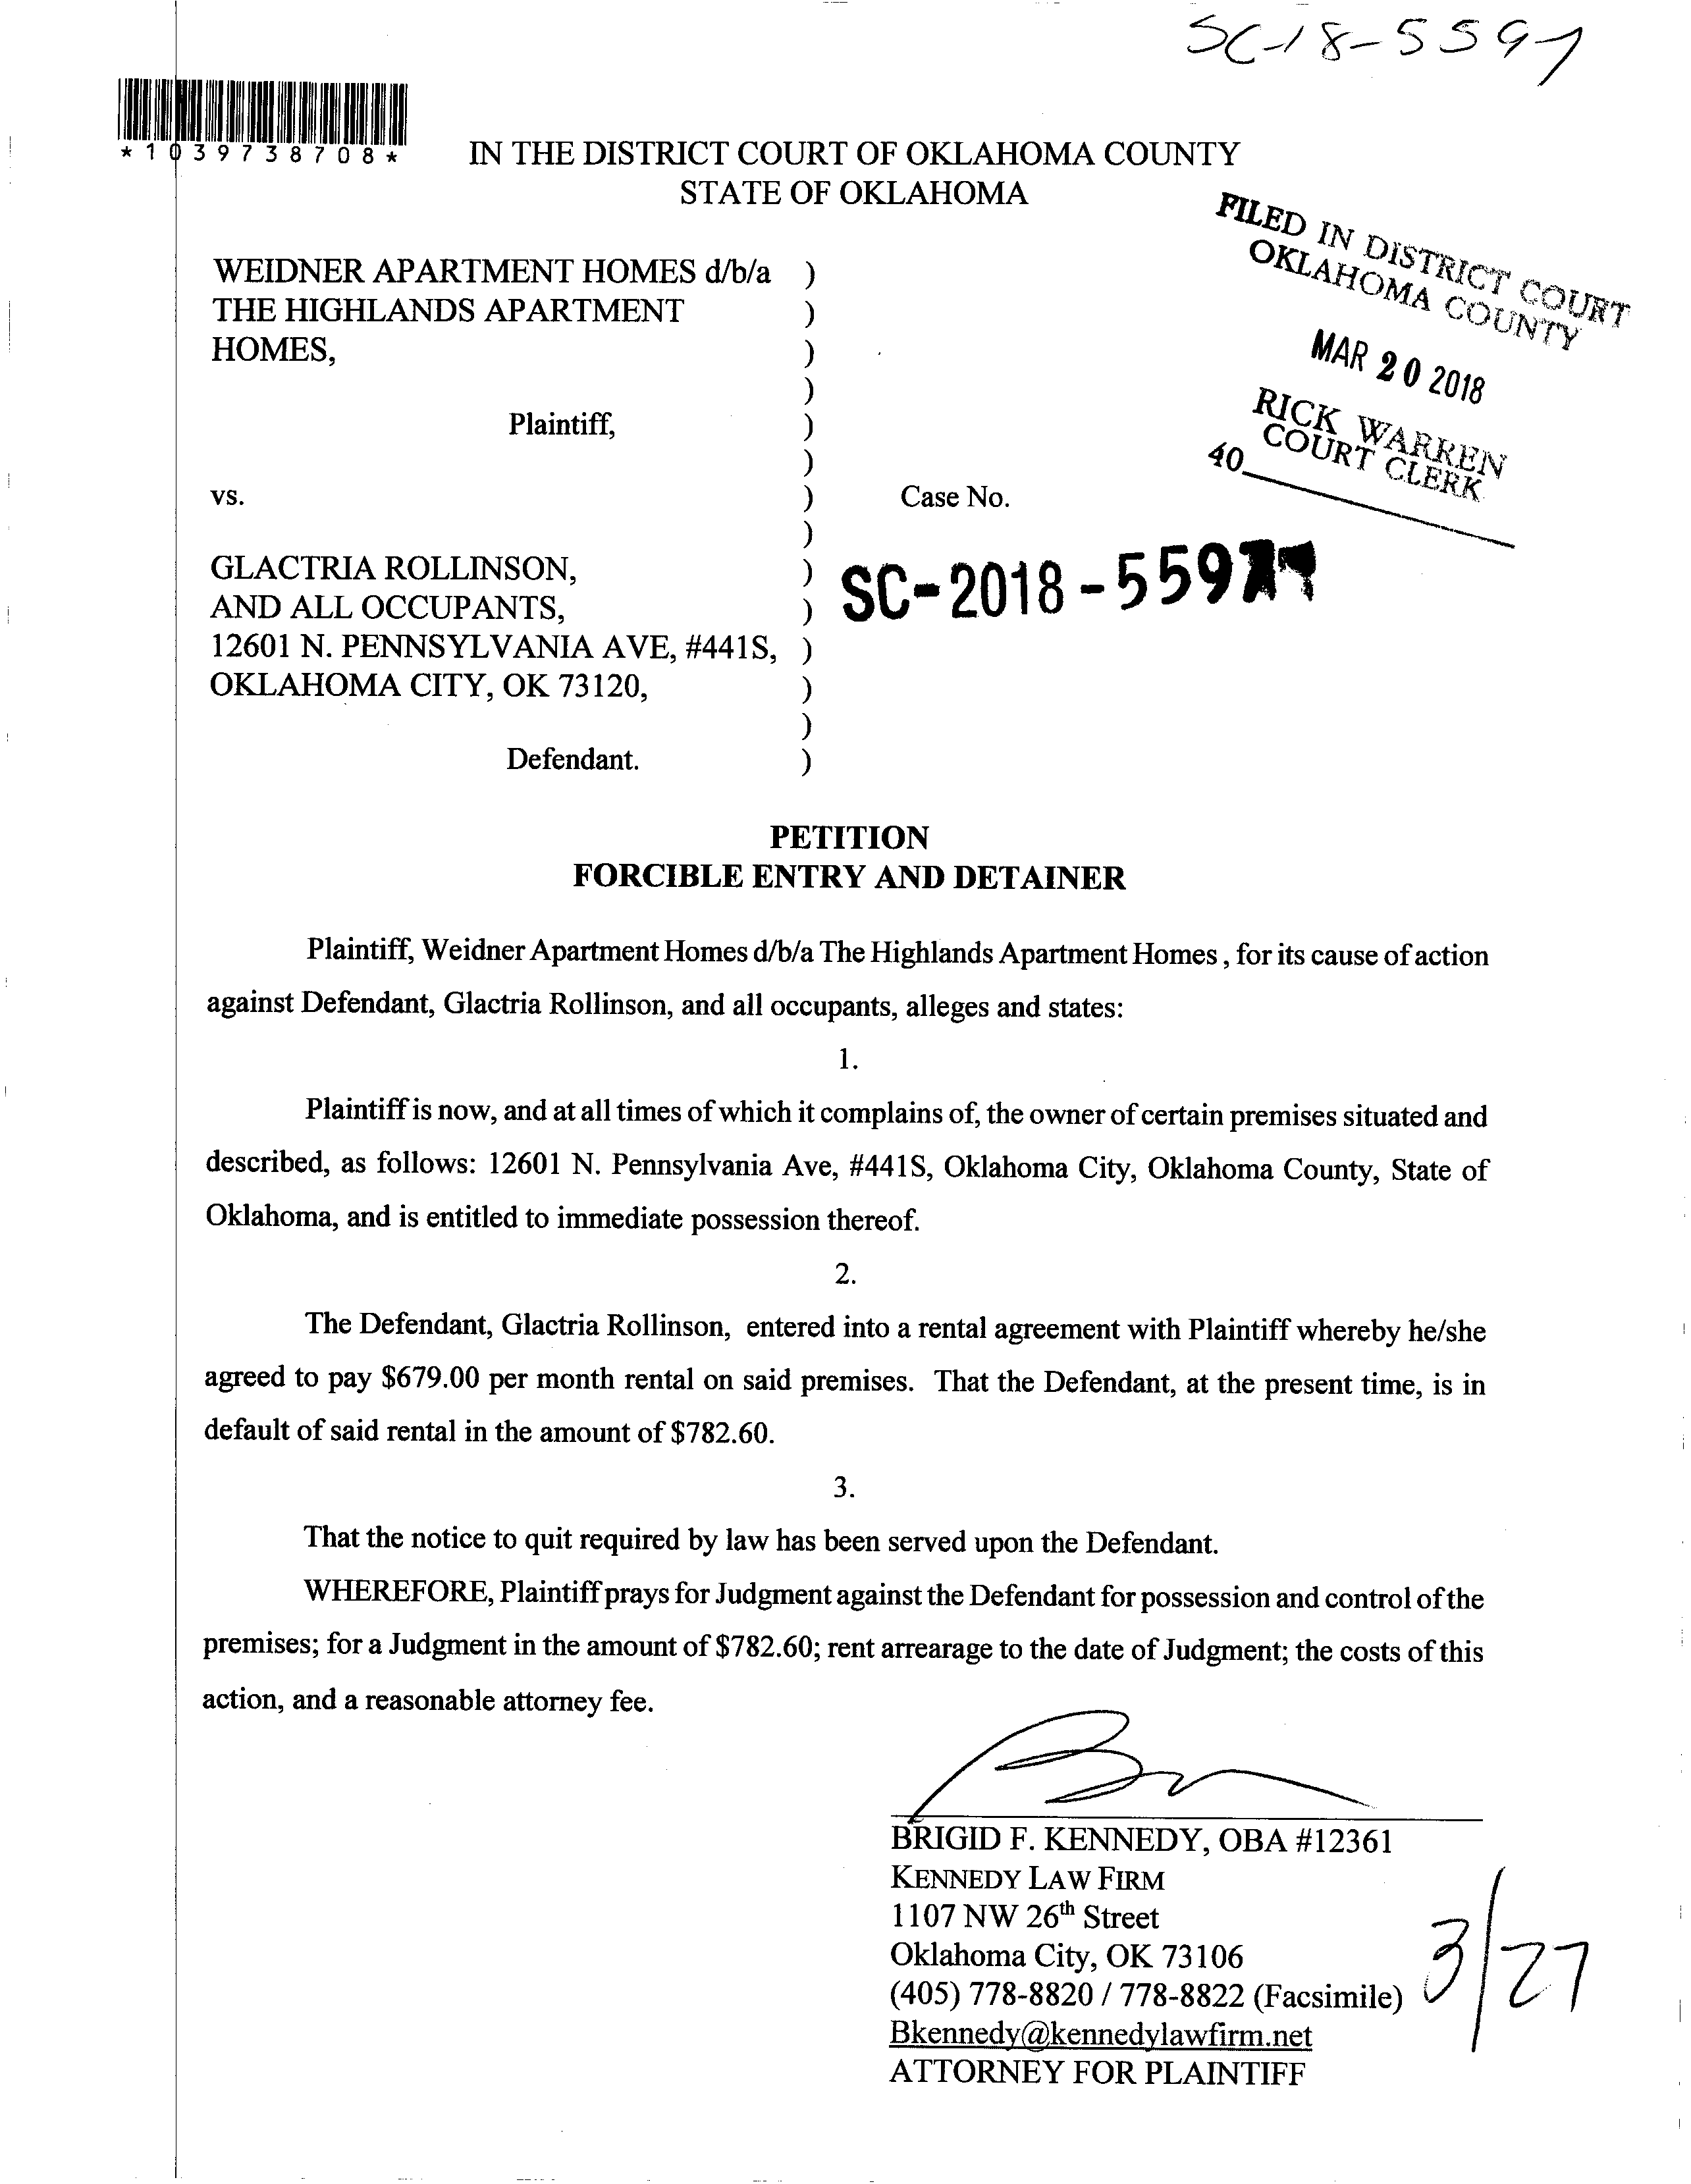 SC-18-5597
*1039738708*
IN THE DISTRICT COURT OF OKLAHOMA COUNTY
STATE OF OKLAHOMA
FILED IN DISTRICT COURT
OKLAHOMA COUNTY
MAR 20 2018
RICK WARREN
COURT CLERK
40
WEIDNER APARTMENT HOMES d/b/a )
THE HIGHLANDS APARTMENT )
HOMES, )
)
Plaintiff, )
)
vs. ) Case No.
)
GLACTRIA ROLLINSON, )
AND ALL OCCUPANTS, ) SC-2018-5597
12601 N. PENNSYLVANIA AVE, #441S, )
OKLAHOMA CITY, OK 73120, )
)
Defendant. )
PETITION
FORCIBLE ENTRY AND DETAINER
Plaintiff, Weidner Apartment Homes d/b/a The Highlands Apartment Homes , for its cause of action
against Defendant, Glactria Rollinson, and all occupants, alleges and states:
1.
Plaintiff is now, and at all times of which it complains of, the owner of certain premises situated and
described, as follows: 12601 N. Pennsylvania Ave, #441S, Oklahoma City, Oklahoma County, State of
Oklahoma, and is entitled to immediate possession thereof.
2.
The Defendant, Glactria Rollinson, entered into a rental agreement with Plaintiff whereby he/she
agreed to pay $679.00 per month rental on said premises. That the Defendant, at the present time, is in
default of said rental in the amount of $782.60.
3.
That the notice to quit required by law has been served upon the Defendant.
WHEREFORE, Plaintiff prays for Judgment against the Defendant for possession and control of the
premises; for a Judgment in the amount of $782.60; rent arrearage to the date of Judgment; the costs of this
action, and a reasonable attorney fee.
BRIGID F. KENNEDY, OBA #12361
KENNEDY LAW FIRM
1107 NW 26th Street
Oklahoma City, OK 73106
(405) 778-8820 / 778-8822 (Facsimile)
Bkennedy@kennedylawfirm.net
ATTORNEY FOR PLAINTIFF
3/27